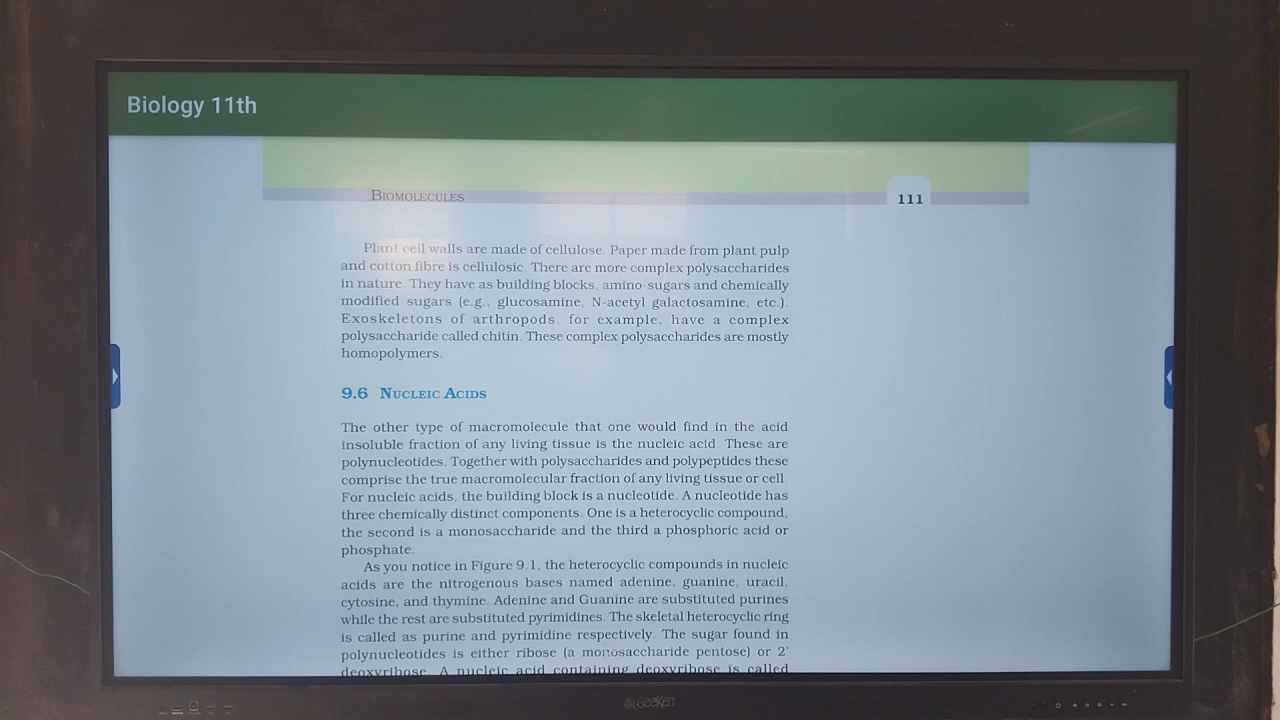 Biology 11th
BIOMOLECULES
111
Plant cell walls are made of cellulose. Paper made from plant pulp
and cotton fibre is cellulosic. There are more complex polysaccharides
in nature. They have as building blocks, amino-sugars and chemically
modified sugars (e.g., glucosamine, N-acetyl galactosamine, etc.).
Exoskeletons of arthropods, for example, have a complex
polysaccharide called chitin. These complex polysaccharides are mostly
homopolymers.
9.6 NUCLEIC ACIDS
The other type of macromolecule that one would find in the acid
insoluble fraction of any living tissue is the nucleic acid. These are
polynucleotides. Together with polysaccharides and polypeptides these
comprise the true macromolecular fraction of any living tissue or cell.
For nucleic acids, the building block is a nucleotide. A nucleotide has
three chemically distinct components. One is a heterocyclic compound,
the second is a monosaccharide and the third a phosphoric acid or
phosphate.
As you notice in Figure 9.1, the heterocyclic compounds in nucleic
acids are the nitrogenous bases named adenine, guanine, uracil,
cytosine, and thymine. Adenine and Guanine are substituted purines
while the rest are substituted pyrimidines. The skeletal heterocyclic ring
is called as purine and pyrimidine respectively. The sugar found in
polynucleotides is either ribose (a monosaccharide pentose) or 2'
deoxyribose. A nucleic acid containing deoxyribose is called
Geeken